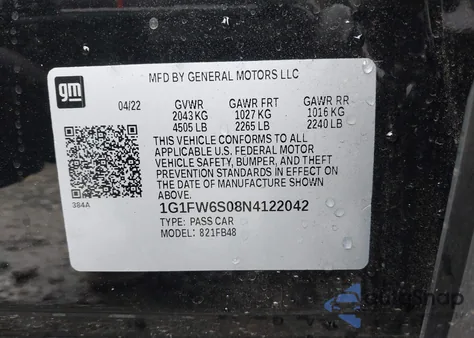 gm
MFD BY GENERAL MOTORS LLC
04/22 GVWR GAWR FRT GAWR RR
2043 KG 1027 KG 1016 KG
4505 LB 2265 LB 2240 LB
THIS VEHICLE CONFORMS TO ALL
APPLICABLE U.S. FEDERAL MOTOR
VEHICLE SAFETY, BUMPER, AND THEFT
PREVENTION STANDARDS IN EFFECT ON
THE DATE OF MANUFACTURE SHOWN
ABOVE.
384A
1G1FW6S08N4122042
TYPE: PASS CAR
MODEL: 821FB48